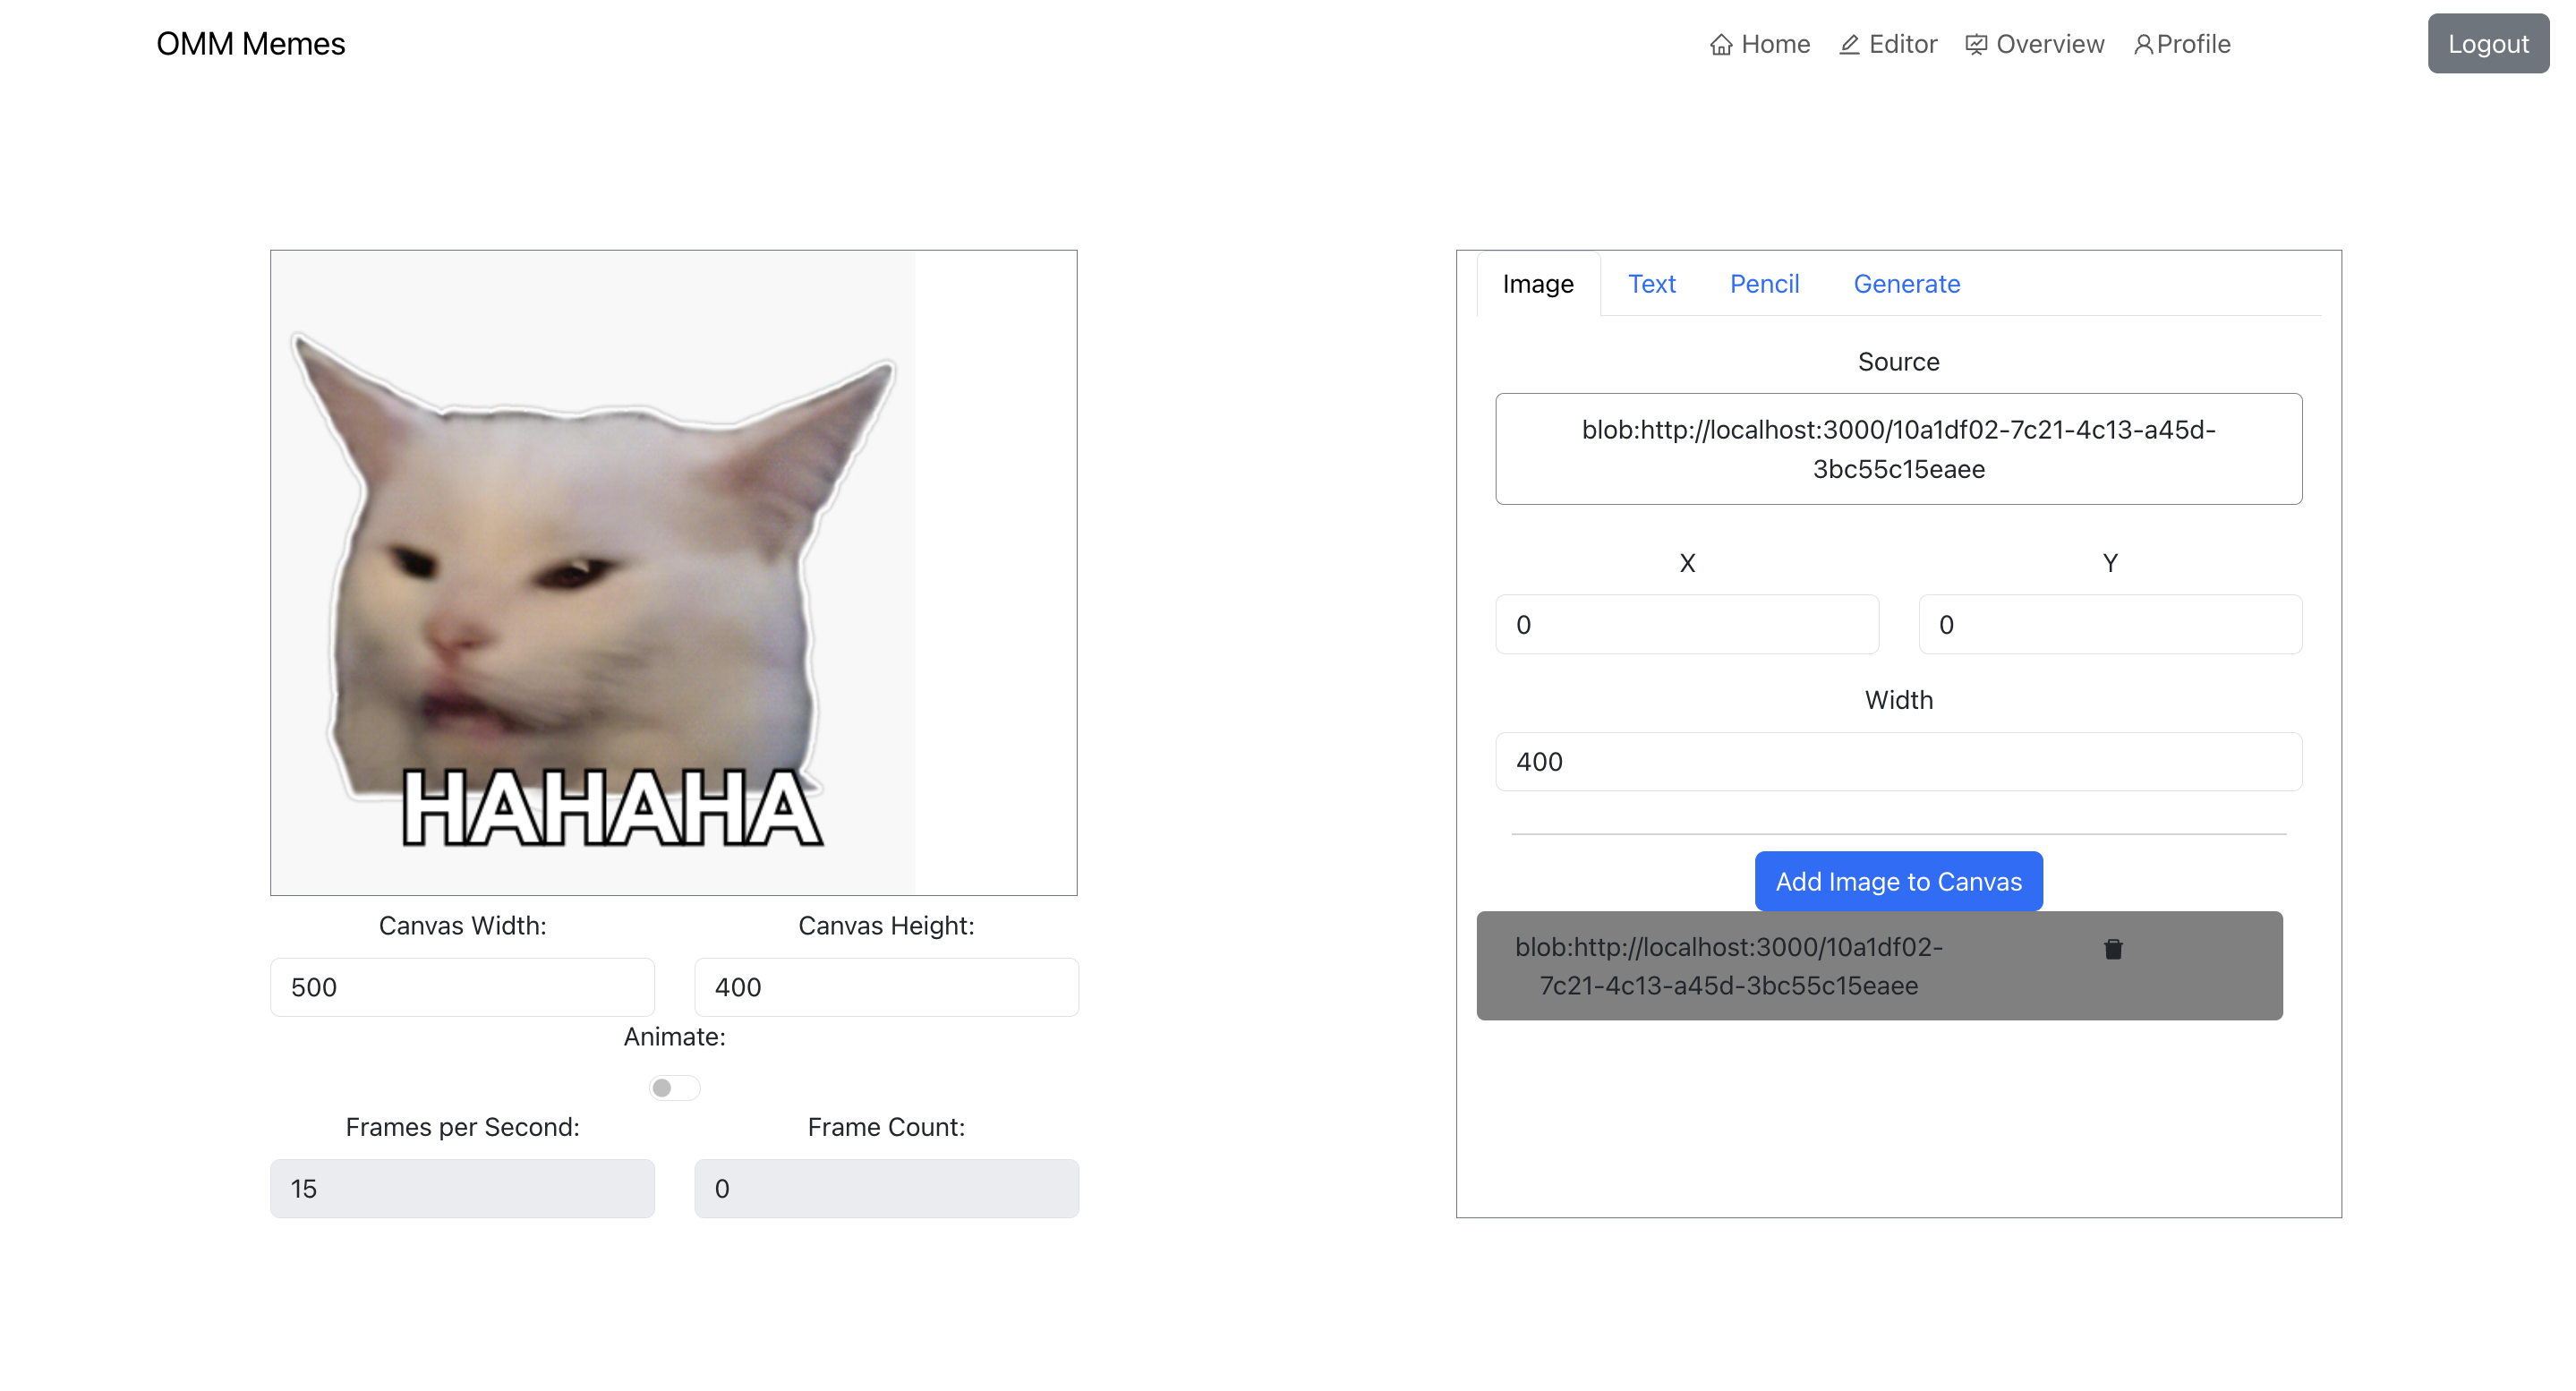 OMM Memes
Home
Editor
Overview
Profile
Logout
HAHAHA
Canvas Width:
Canvas Height:
500
400
Animate:
Frames per Second:
Frame Count:
15
0
Image
Text
Pencil
Generate
Source
blob:http://localhost:3000/10a1df02-7c21-4c13-a45d-
3bc55c15eaee
X
Y
0
0
Width
400
Add Image to Canvas
blob:http://localhost:3000/10a1df02-
7c21-4c13-a45d-3bc55c15eaee